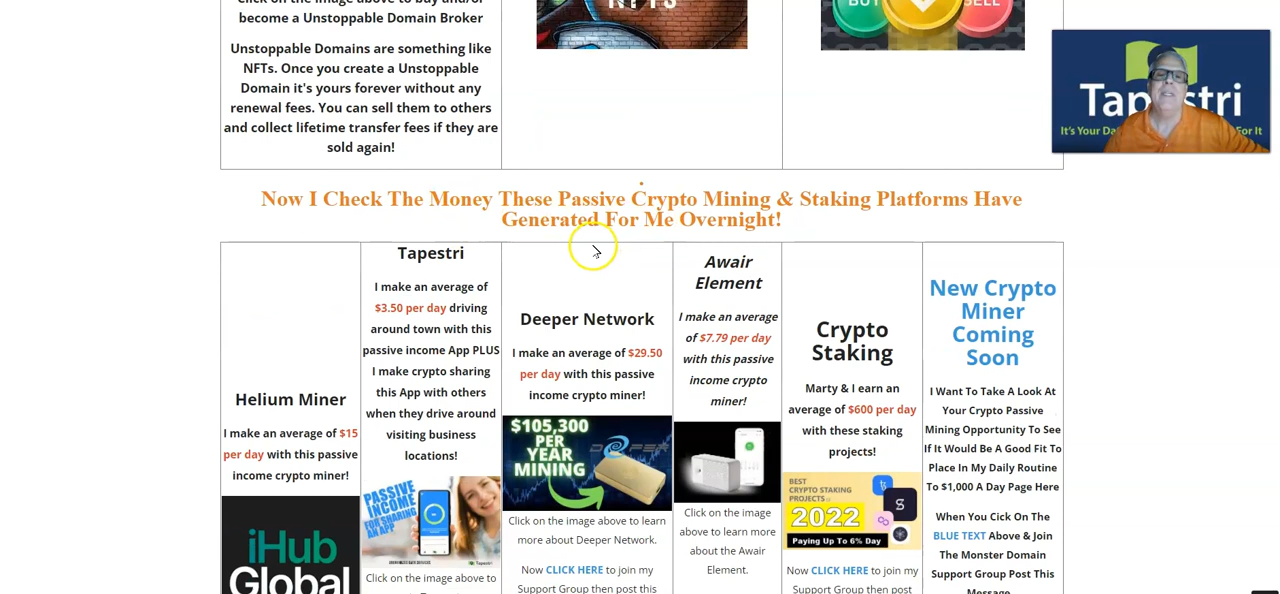 Click on the image above to buy and/or
become a Unstoppable Domain Broker
Unstoppable Domains are something like
NFTs. Once you create a Unstoppable
Domain it's yours forever without any
renewal fees. You can sell them to others
and collect lifetime transfer fees if they are
sold again!
NFTs
BUY
SELL
Tapestri
It's Your Da For It
.
Now I Check The Money These Passive Crypto Mining & Staking Platforms Have
Generated For Me Overnight!
Helium Miner
I make an average of $15
per day with this passive
income crypto miner!
iHub
Global
Tapestri
I make an average of
$3.50 per day driving
around town with this
passive income App PLUS
I make crypto sharing
this App with others
when they drive around
visiting business
locations!
PASSIVE
INCOME
FOR SHARING
AN APP
Tapestri
Click on the image above to
Deeper Network
I make an average of $29.50
per day with this passive
income crypto miner!
$105,300
PER
YEAR
MINING
DEEPER
Click on the image above to learn
more about Deeper Network.
Now CLICK HERE to join my
Support Group then post this
Awair
Element
I make an average
of $7.79 per day
with this passive
income crypto
miner!
Click on the image
above to learn more
about the Awair
Element.
Crypto
Staking
Marty & I earn an
average of $600 per day
with these staking
projects!
BEST
CRYPTO STAKING
PROJECTS in
2022
Paying Up To 6% Day
Now CLICK HERE to join my
Support Group then post
New Crypto
Miner
Coming
Soon
I Want To Take A Look At
Your Crypto Passive
Mining Opportunity To See
If It Would Be A Good Fit To
Place In My Daily Routine
To $1,000 A Day Page Here
When You Cick On The
BLUE TEXT Above & Join
The Monster Domain
Support Group Post This
Message